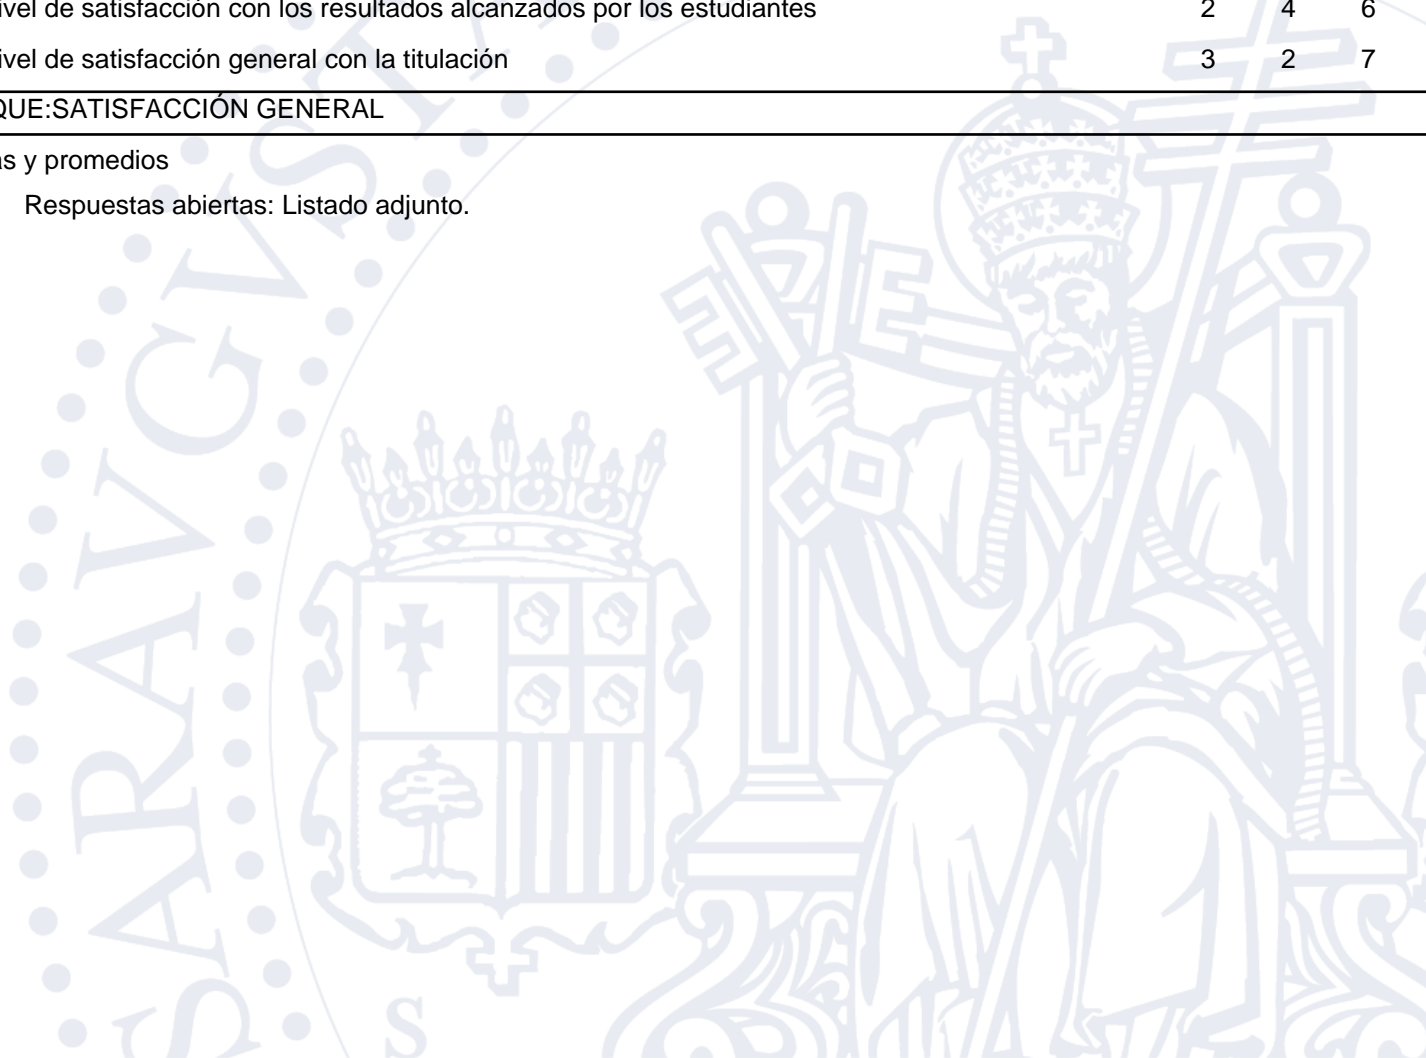 ivel de satisfacción con los resultados alcanzados por los estudiantes 2 4 6
ivel de satisfacción general con la titulación 3 2 7
QUE:SATISFACCIÓN GENERAL
as y promedios
Respuestas abiertas: Listado adjunto.
SARAVGVSTA
S